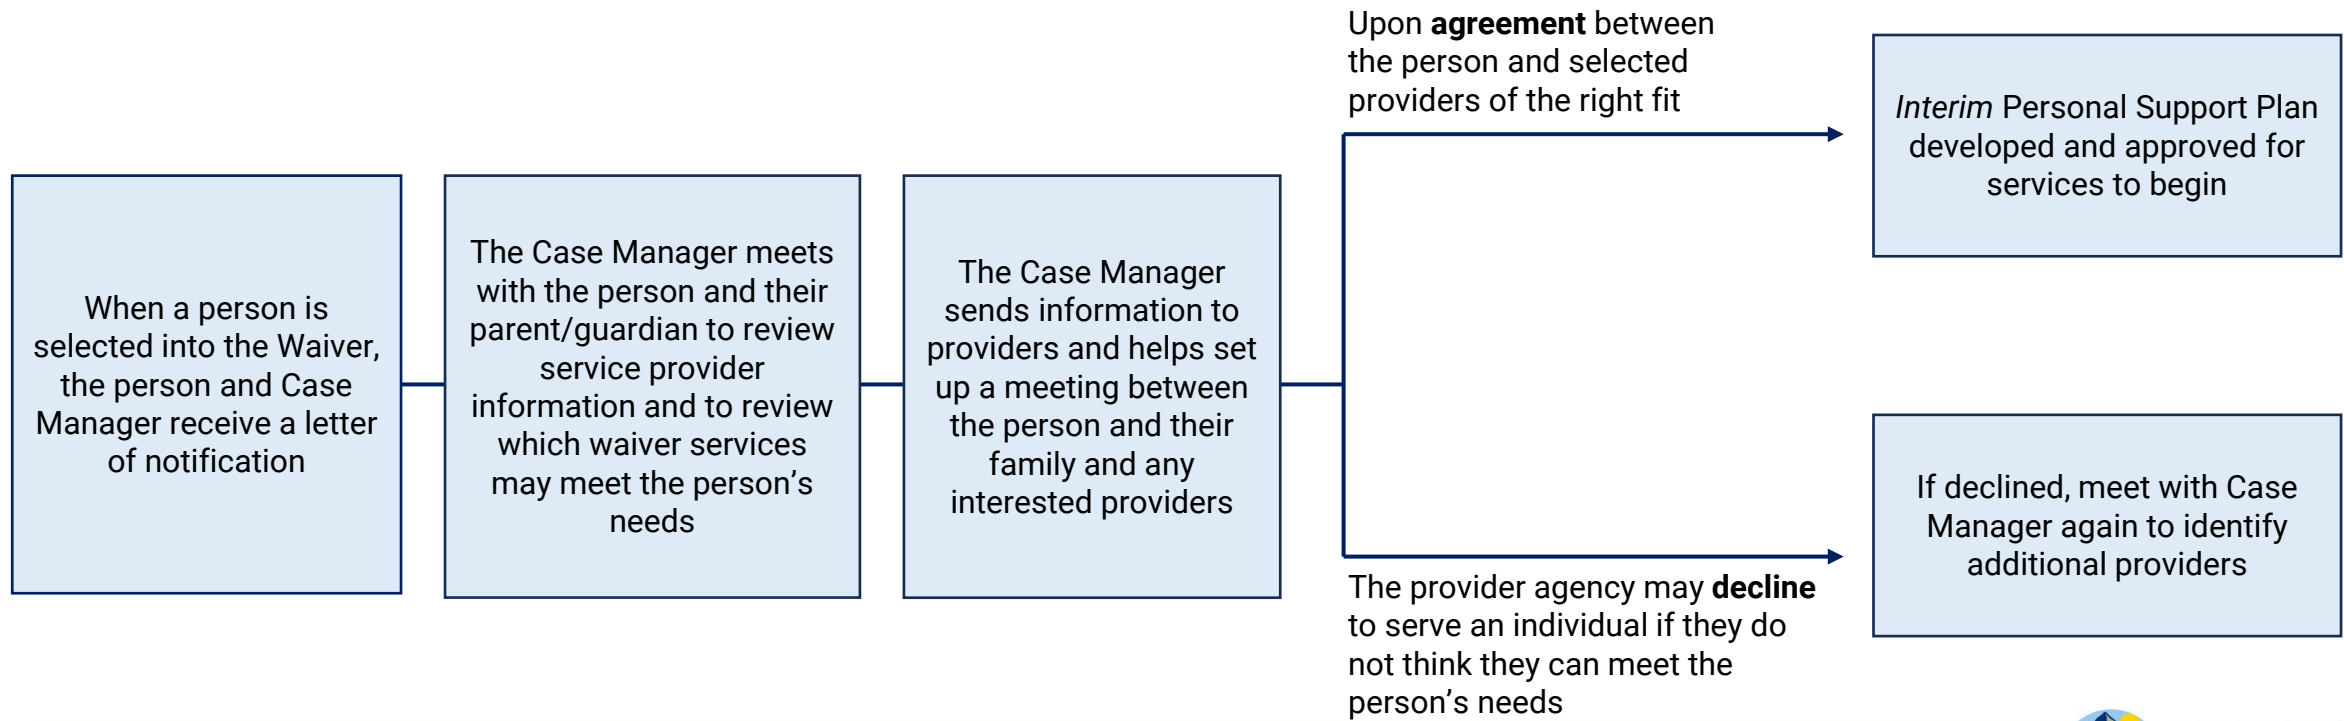 When a person is
selected into the Waiver,
the person and Case
Manager receive a letter
of notification
The Case Manager meets
with the person and their
parent/guardian to review
service provider
information and to review
which waiver services
may meet the person’s
needs
The Case Manager
sends information to
providers and helps set
up a meeting between
the person and their
family and any
interested providers
Upon agreement between
the person and selected
providers of the right fit
Interim Personal Support Plan
developed and approved for
services to begin
The provider agency may decline
to serve an individual if they do
not think they can meet the
person’s needs
If declined, meet with Case
Manager again to identify
additional providers